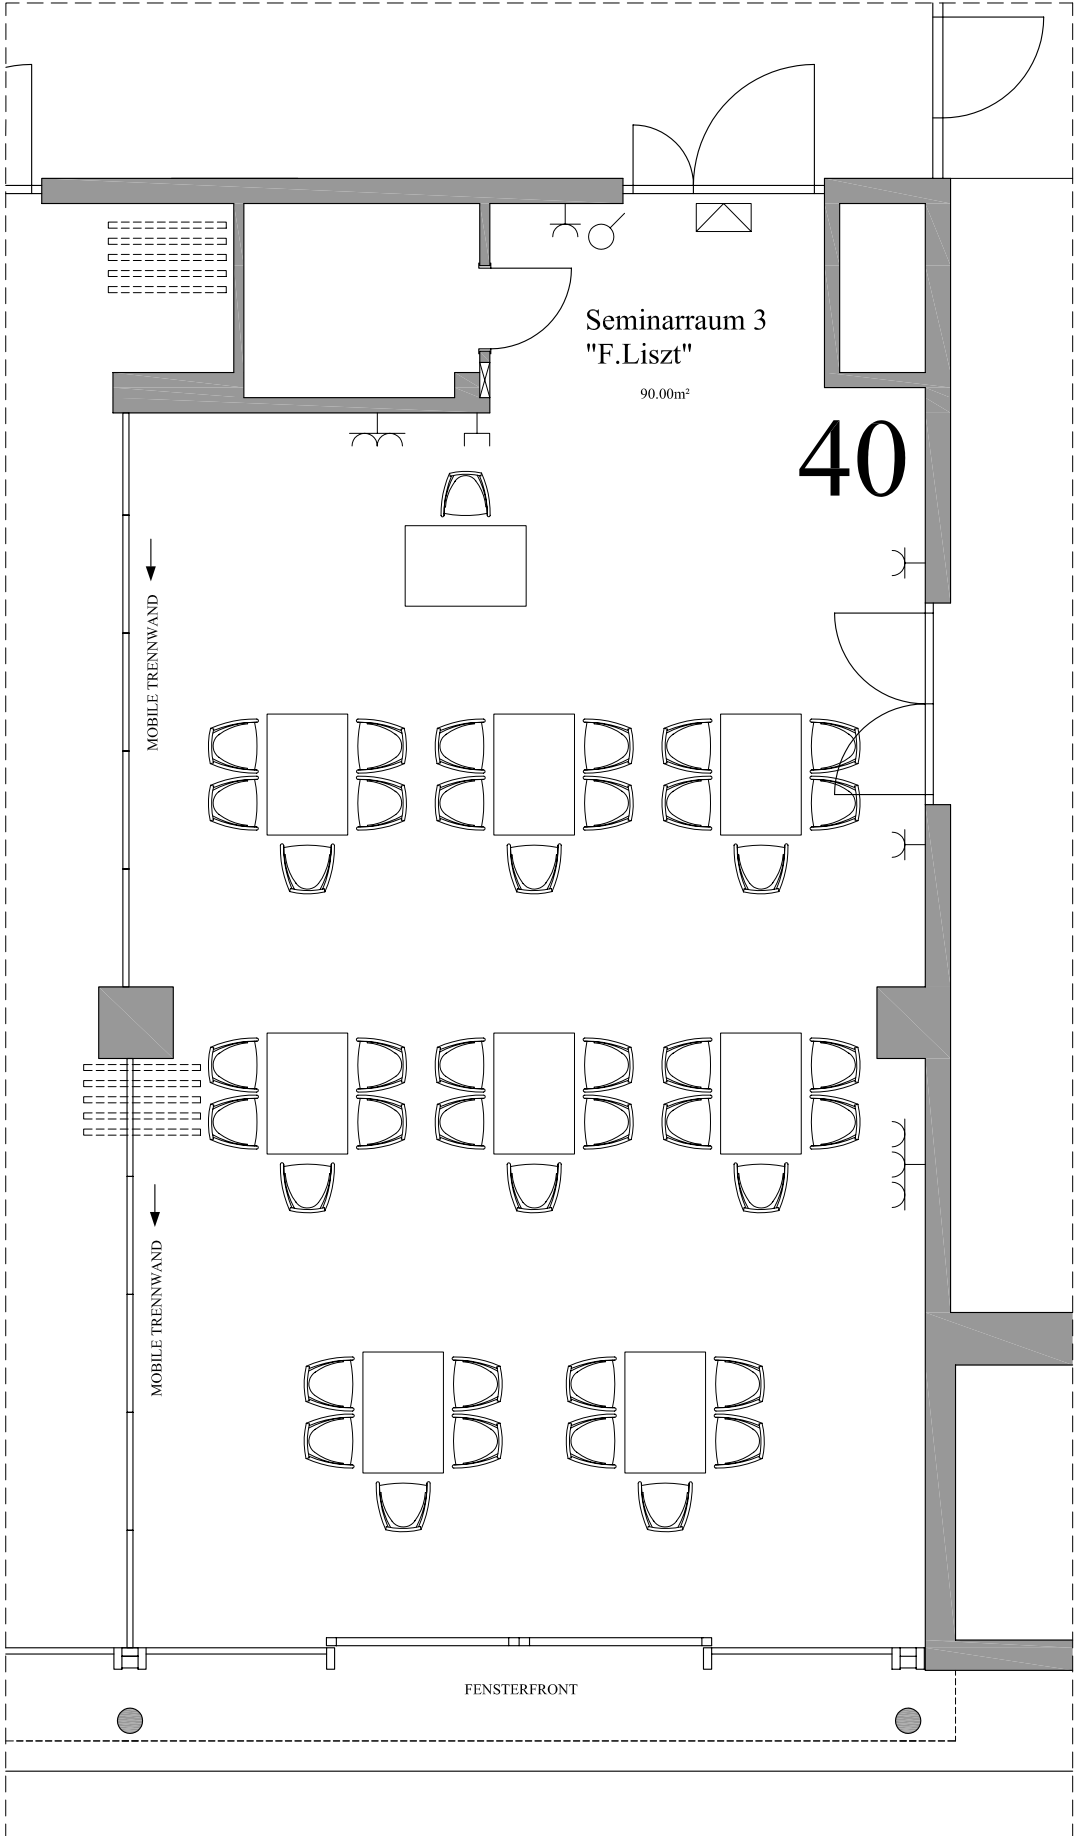 Seminarraum 3
"F.Liszt"
90.00m²
40
MOBILE TRENNWAND
MOBILE TRENNWAND
FENSTERFRONT